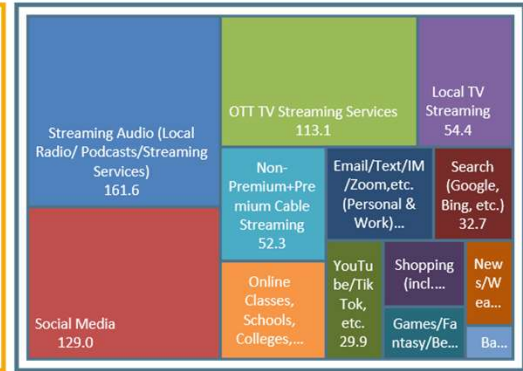 Streaming Audio (Local
Radio/ Podcasts/Streaming
Services)
161.6
Social Media
129.0
OTT TV Streaming Services
113.1
Local TV
Streaming
54.4
Non-
Premium+Pre
mium Cable
Streaming
52.3
Online
Classes,
Schools,
Colleges,...
Email/Text/IM
/Zoom,etc.
(Personal &
Work)...
Search
(Google,
Bing, etc.)
32.7
YouTu
be/Tik
Tok,
etc.
29.9
Shopping
(incl....
Games/Fa
ntasy/Be...
New
s/W
ea...
Ba...